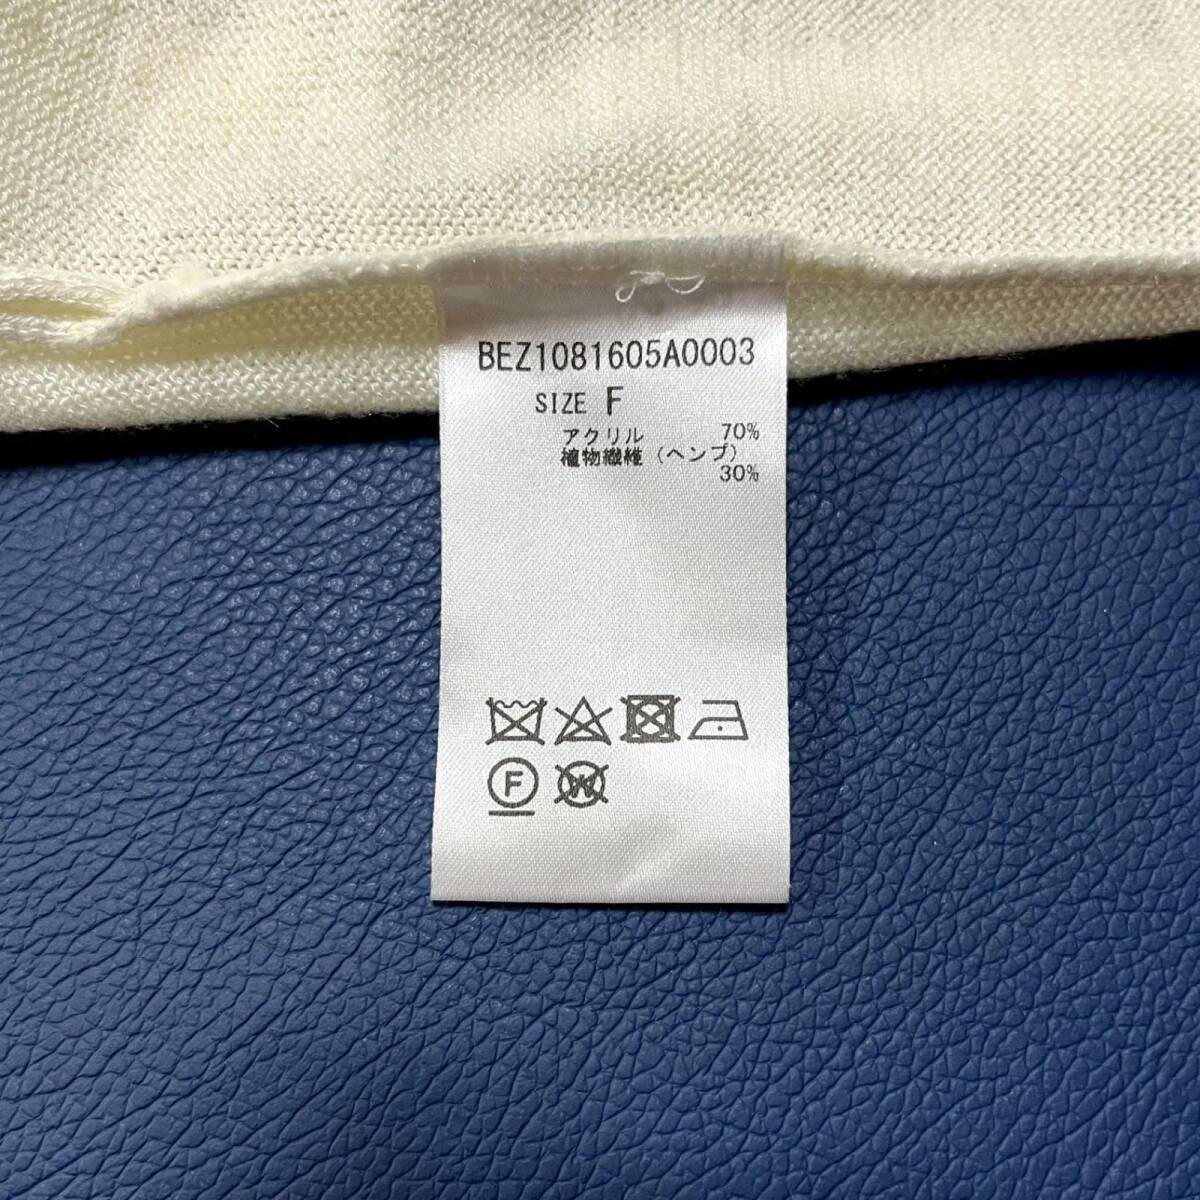 BEZ1081605A0003
SIZE F
アクリル 70%
植物繊維（ヘンプ）
30%
F
W